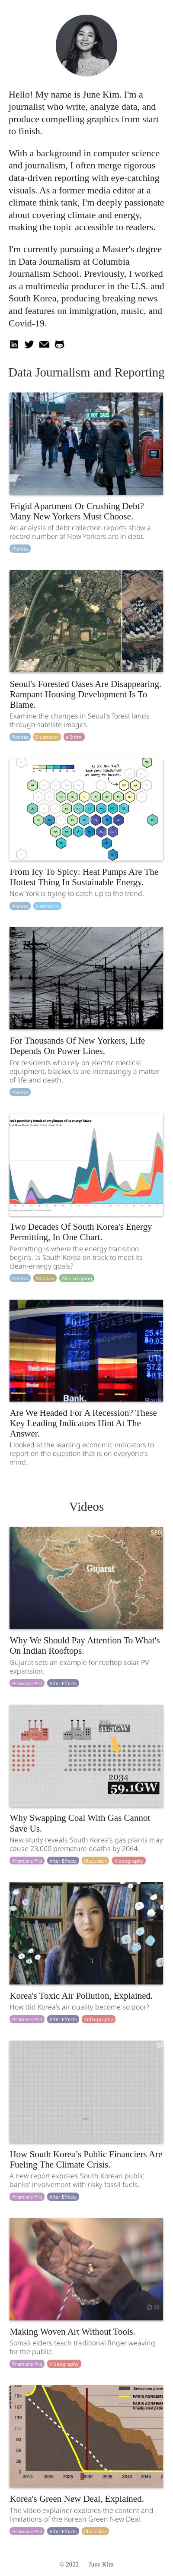 Hello! My name is June Kim. I'm a
journalist who write, analyze data, and
produce compelling graphics from start
to finish.
With a background in computer science
and journalism, I often merge rigorous
data-driven reporting with eye-catching
visuals. As a former media editor at a
climate think tank, I'm deeply passionate
about covering climate and energy,
making the topic accessible to readers.
I'm currently pursuing a Master's degree
in Data Journalism at Columbia
Journalism School. Previously, I worked
as a multimedia producer in the U.S. and
South Korea, producing breaking news
and features on immigration, music, and
Covid-19.
Data Journalism and Reporting
Frigid Apartment Or Crushing Debt?
Many New Yorkers Must Choose.
An analysis of debt collection reports show a
record number of New Yorkers are in debt.
Pandas
Seoul's Forested Oases Are Disappearing.
Rampant Housing Development Is To
Blame.
Examine the changes in Seoul's forest lands
through satellite images.
Pandas Illustrator ai2html
From Icy To Spicy: Heat Pumps Are The
Hottest Thing In Sustainable Energy.
New York is trying to catch up to the trend.
Pandas
For Thousands Of New Yorkers, Life
Depends On Power Lines.
For residents who rely on electric medical
equipment, blackouts are increasingly a matter
of life and death.
Pandas
Two Decades Of South Korea's Energy
Permitting, In One Chart.
Permitting is where the energy transition
begins. Is South Korea on track to meet its
clean-energy goals?
Pandas Mapbox Web scraping
UTX
57.21
+0.19
25.45
Bank.
Are We Headed For A Recession? These
Key Leading Indicators Hint At The
Answer.
I looked at the leading economic indicators to
report on the question that is on everyone's
mind.
Videos
SFO
Gujarat
Why We Should Pay Attention To What's
On Indian Rooftops.
Gujarat sets an example for rooftop solar PV
expansion.
Premiere Pro After Effects
2021
41.3GW
2034
59.1GW
Why Swapping Coal With Gas Cannot
Save Us.
New study reveals South Korea's gas plants may
cause 23,000 premature deaths by 2064.
Premiere Pro After Effects Illustrator Videography
Korea's Toxic Air Pollution, Explained.
How did Korea's air quality become so poor?
Premiere Pro After Effects Videography
How South Korea’s Public Financiers Are
Fueling The Climate Crisis.
A new report exposes South Korean public
banks' involvement with risky fossil fuels.
Premiere Pro After Effects
Making Woven Art Without Tools.
Somali elders teach traditional finger weaving
for the public.
Premiere Pro Videography
Korea's Green New Deal, Explained.
The video explainer explores the content and
limitations of the Korean Green New Deal.
Premiere Pro After Effects Illustrator
© 2022 — June Kim